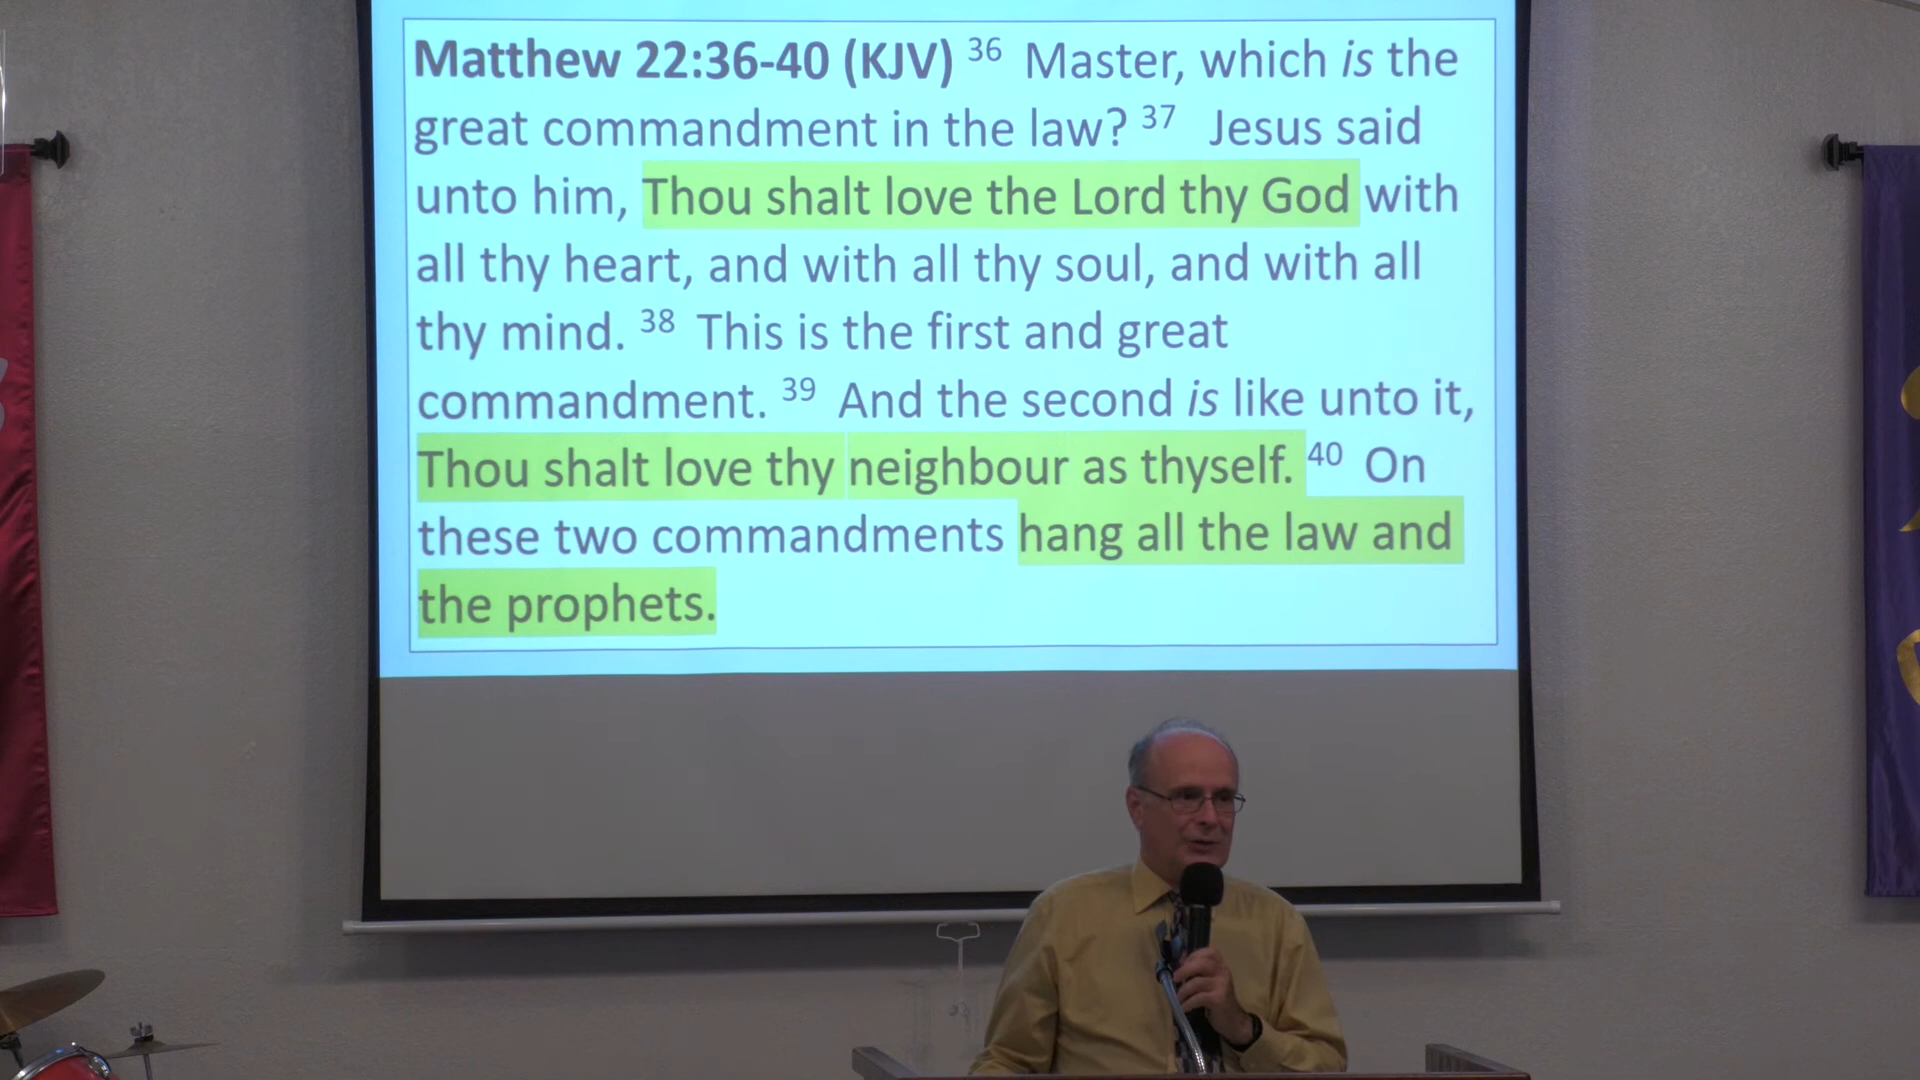 Matthew 22:36-40 (KJV) 36 Master, which is the
great commandment in the law? 37 Jesus said
unto him, Thou shalt love the Lord thy God with
all thy heart, and with all thy soul, and with all
thy mind. 38 This is the first and great
commandment. 39 And the second is like unto it,
Thou shalt love thy neighbour as thyself. 40 On
these two commandments hang all the law and
the prophets.